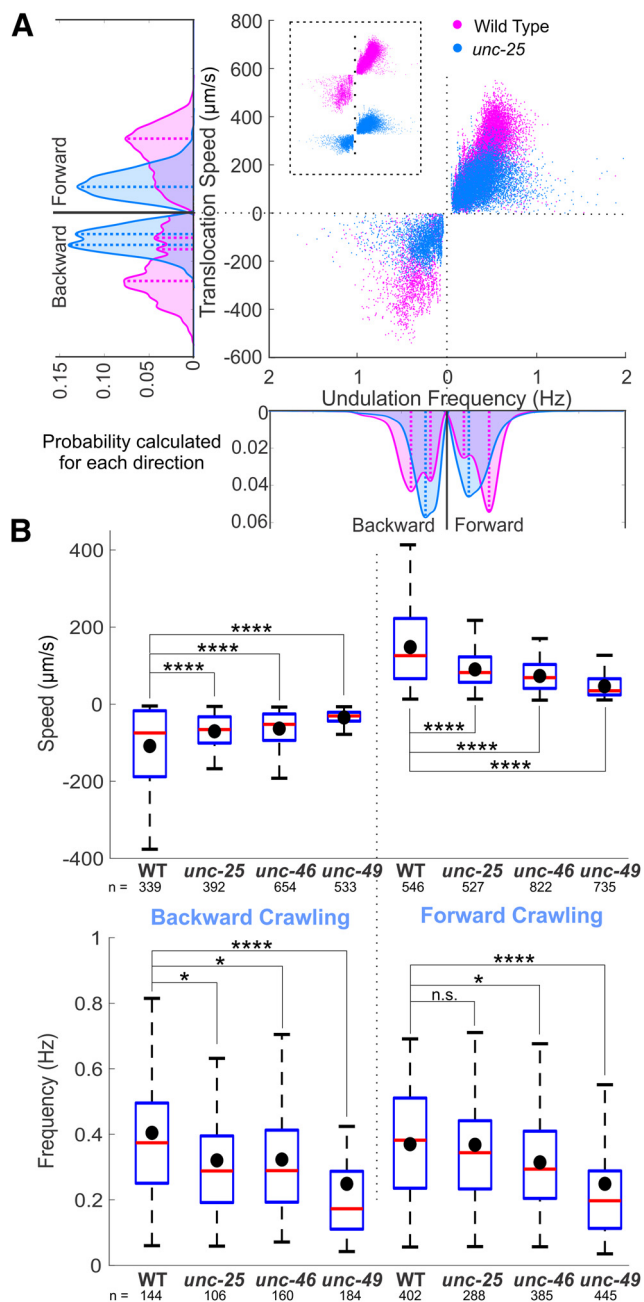 A
Wild Type
unc-25
Translocation Speed (µm/s)
800
600
400
200
0
-200
-400
-600
2
1
0
1
2
Undulation Frequency (Hz)
Forward
Backward
0.15
0.10
0.05
0
Probability calculated
for each direction
0
0.02
0.04
0.06
Backward
Forward
B
Speed (µm/s)
400
200
0
-200
-400
****
****
****
****
****
****
WT unc-25 unc-46 unc-49 WT unc-25 unc-46 unc-49
n = 339 392 654 533 546 527 822 735
Backward Crawling Forward Crawling
Frequency (Hz)
1
0.8
0.6
0.4
0.2
0
****
*
*
****
*
n.s.
WT unc-25 unc-46 unc-49 WT unc-25 unc-46 unc-49
n = 144 106 160 184 402 288 385 445